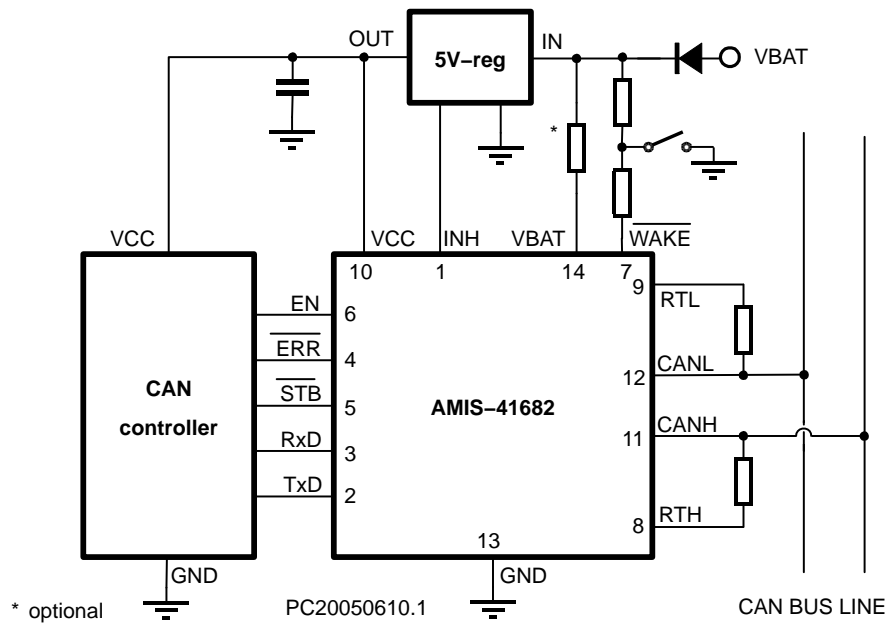 OUT
5V−reg
IN
VBAT
*
VCC
VCC
INH
VBAT
WAKE
10
1
14
7
9
RTL
EN
6
ERR
4
12
CANL
CAN
controller
STB
5
AMIS−41682
11
CANH
RxD
3
TxD
2
8
RTH
13
GND
GND
* optional
PC20050610.1
CAN BUS LINE